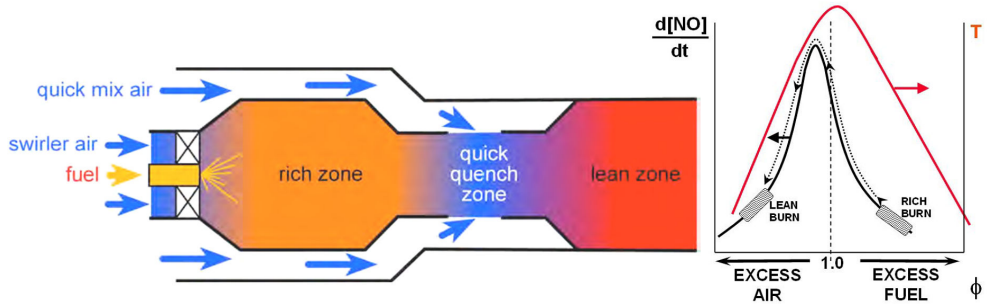 quick mix air
swirler air
fuel
rich zone
quick
quench
zone
lean zone
d[NO]
dt
T
LEAN
BURN
RICH
BURN
1.0
EXCESS
AIR
EXCESS
FUEL
ϕ